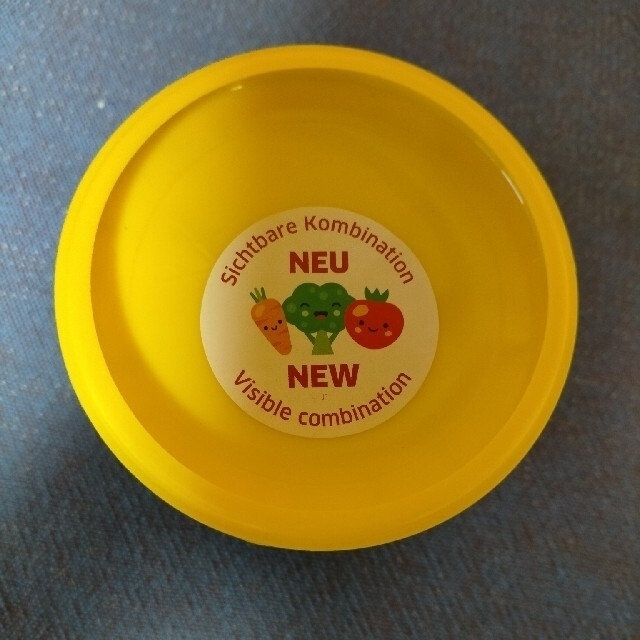 Sichtbare Kombination
NEU
NEW
Visible combination